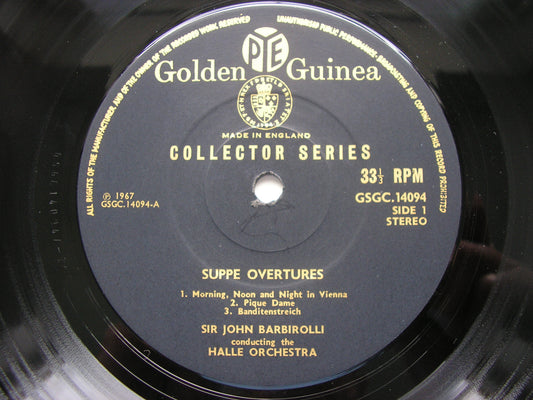 ALL RIGHTS OF THE MANUFACTURER, AND OF THE OWNER OF THE RECORDED WORK RESERVED
UNAUTHORISED PUBLIC PERFORMANCE, BROADCASTING AND COPYING OF THIS RECORD PROHIBITED
PYE
Golden Guinea
MADE IN ENGLAND
COLLECTOR SERIES
33⅓ RPM
℗ 1967
GSGC.14094-A
GSGC.14094
SIDE 1
STEREO
SUPPE OVERTURES
1. Morning, Noon and Night in Vienna
2. Pique Dame
3. Banditenstreich
SIR JOHN BARBIROLLI
conducting the
HALLE ORCHESTRA